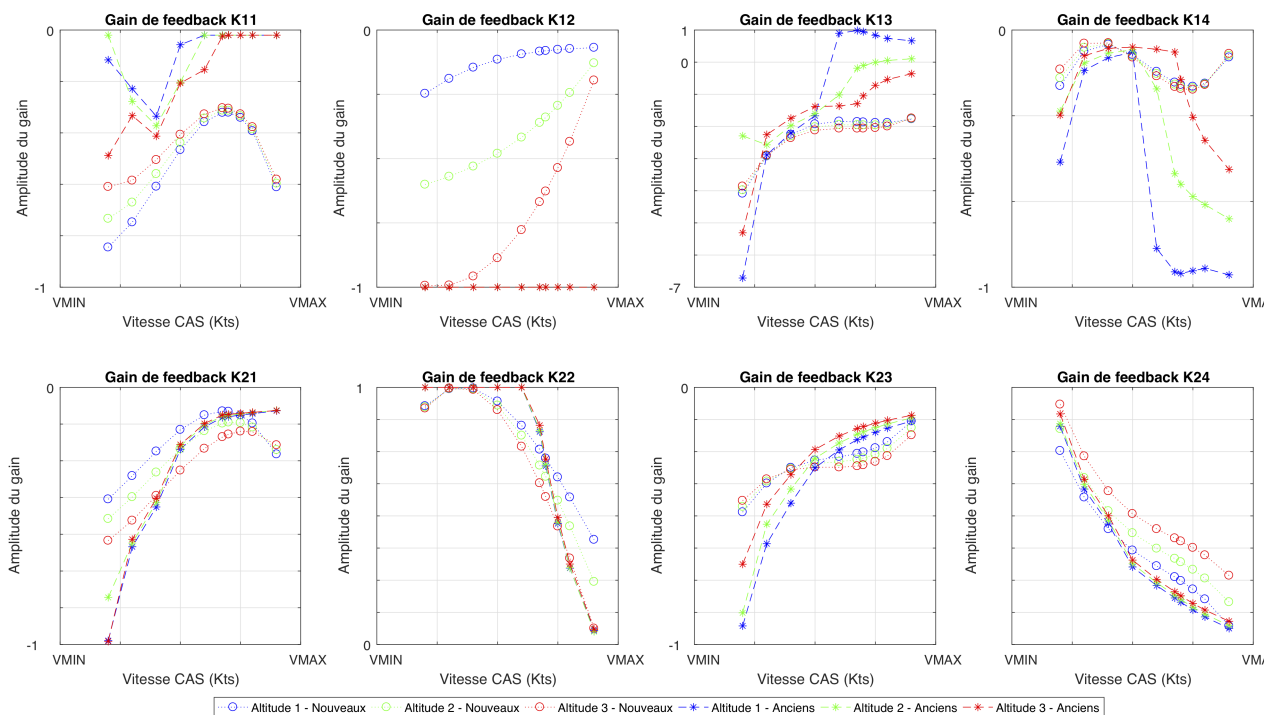 Gain de feedback K11
Gain de feedback K12
Gain de feedback K13
Gain de feedback K14
Amplitude du gain
0
-1
VMIN
VMAX
Vitesse CAS (Kts)
Amplitude du gain
0
-1
VMIN
VMAX
Vitesse CAS (Kts)
Amplitude du gain
1
0
-7
VMIN
VMAX
Vitesse CAS (Kts)
Amplitude du gain
0
-1
VMIN
VMAX
Vitesse CAS (Kts)
Gain de feedback K21
Gain de feedback K22
Gain de feedback K23
Gain de feedback K24
Amplitude du gain
0
-1
VMIN
VMAX
Vitesse CAS (Kts)
Amplitude du gain
1
0
VMIN
VMAX
Vitesse CAS (Kts)
Amplitude du gain
0
-1
VMIN
VMAX
Vitesse CAS (Kts)
Amplitude du gain
0
-1
VMIN
VMA
Vitesse CAS (Kts)
Altitude 1 - Nouveaux
Altitude 2 - Nouveaux
Altitude 3 - Nouveaux
Altitude 1 - Anciens
Altitude 2 - Anciens
Altitude 3 - Anciens